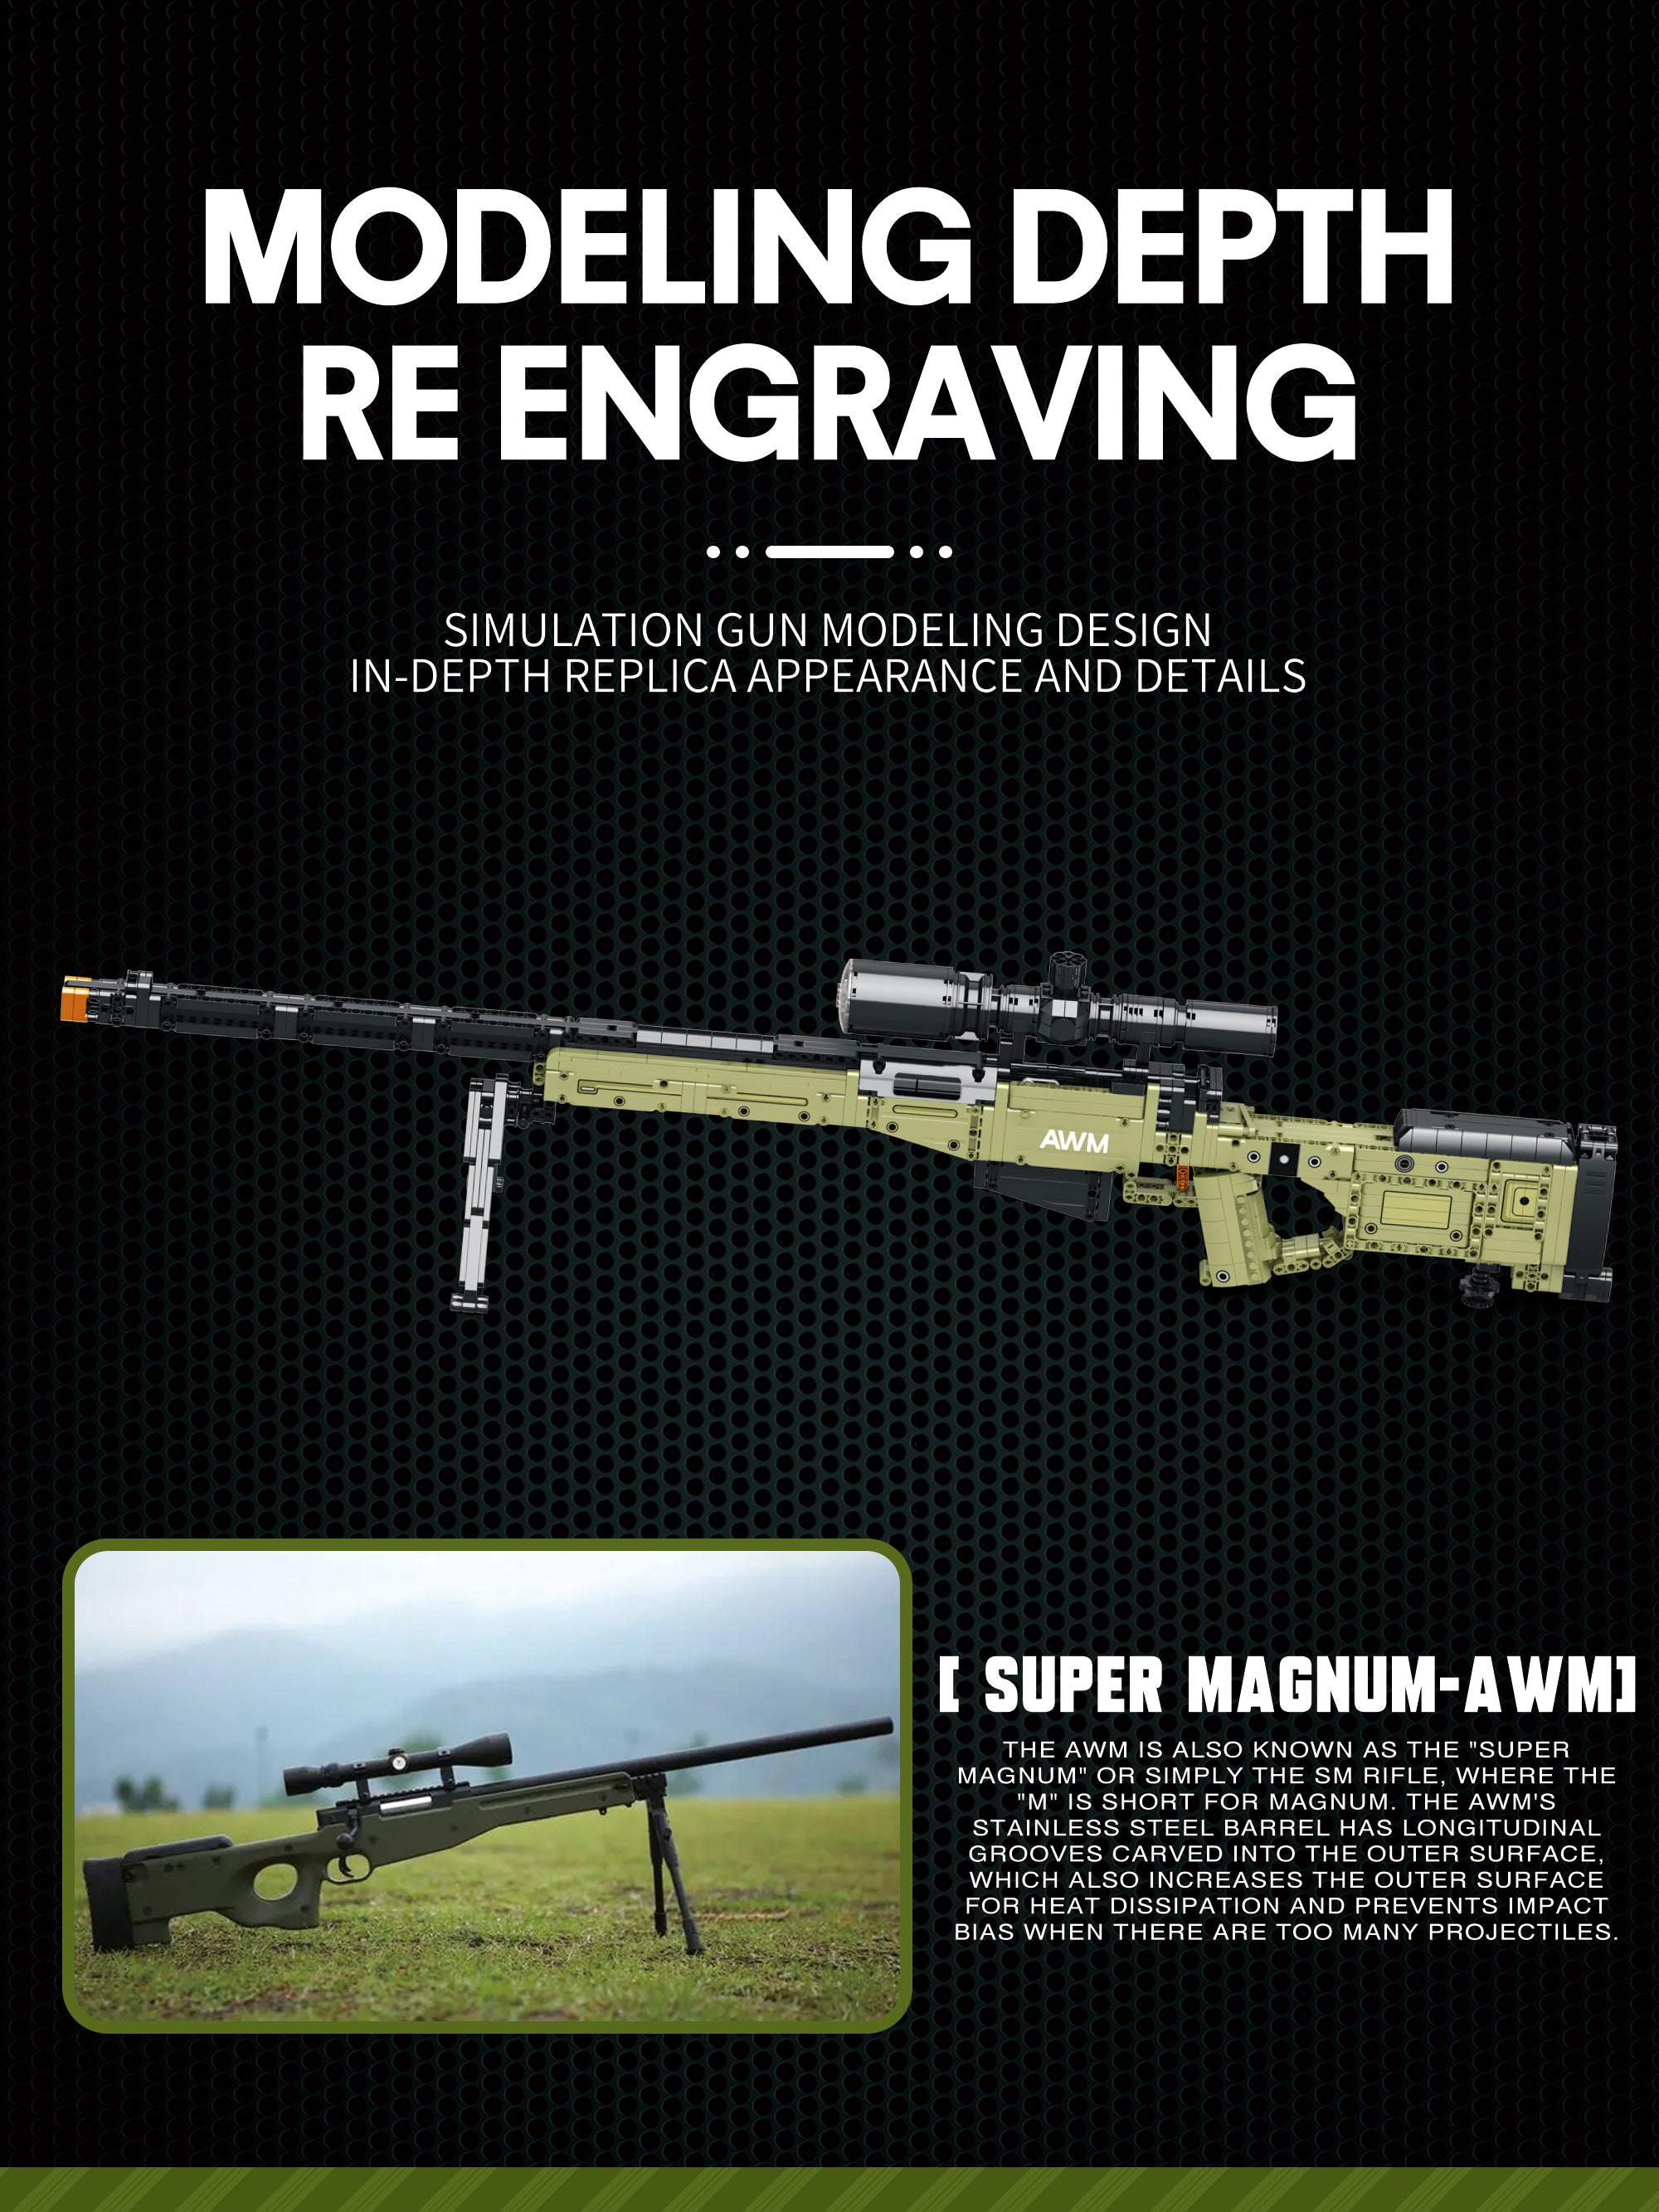 MODELING DEPTH
RE ENGRAVING
SIMULATION GUN MODELING DESIGN
IN-DEPTH REPLICA APPEARANCE AND DETAILS
AWM
[ SUPER MAGNUM-AWM]
THE AWM IS ALSO KNOWN AS THE "SUPER
MAGNUM" OR SIMPLY THE SM RIFLE, WHERE THE
"M" IS SHORT FOR MAGNUM. THE AWM'S
STAINLESS STEEL BARREL HAS LONGITUDINAL
GROOVES CARVED INTO THE OUTER SURFACE,
WHICH ALSO INCREASES THE OUTER SURFACE
FOR HEAT DISSIPATION AND PREVENTS IMPACT
BIAS WHEN THERE ARE TOO MANY PROJECTILES.